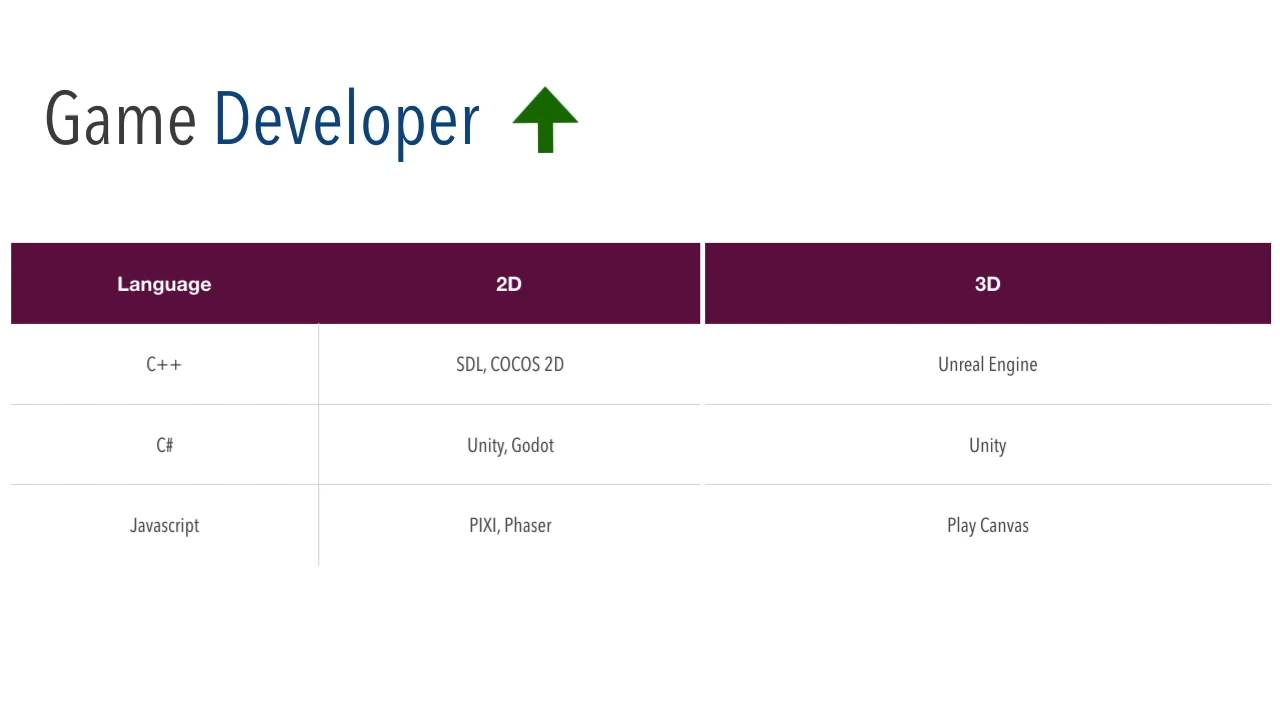 Game Developer
Language 2D 3D
C++ SDL, COCOS 2D Unreal Engine
C# Unity, Godot Unity
Javascript PIXI, Phaser Play Canvas